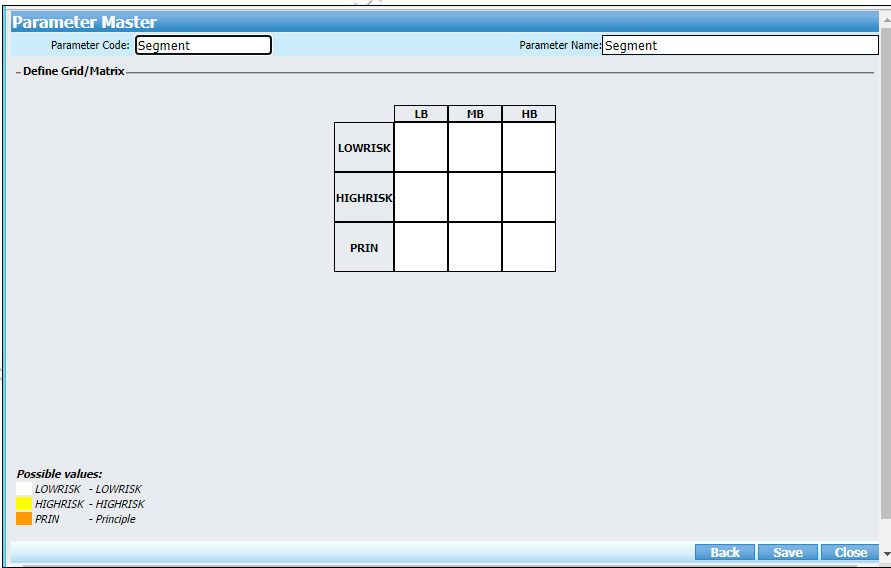 Parameter Master
Parameter Code: Segment Parameter Name: Segment
Define Grid/Matrix
LB MB HB
LOWRISK
HIGHRISK
PRIN
Possible values:
LOWRISK - LOWRISK
HIGHRISK - HIGHRISK
PRIN - Principle
Back Save Close